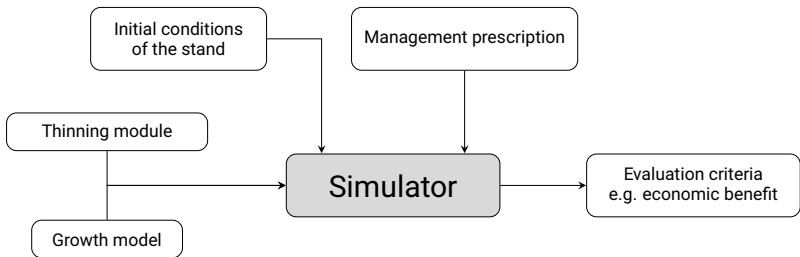 Initial conditions
of the stand
Management prescription
Thinning module
Simulator
Evaluation criteria
e.g. economic benefit
Growth model